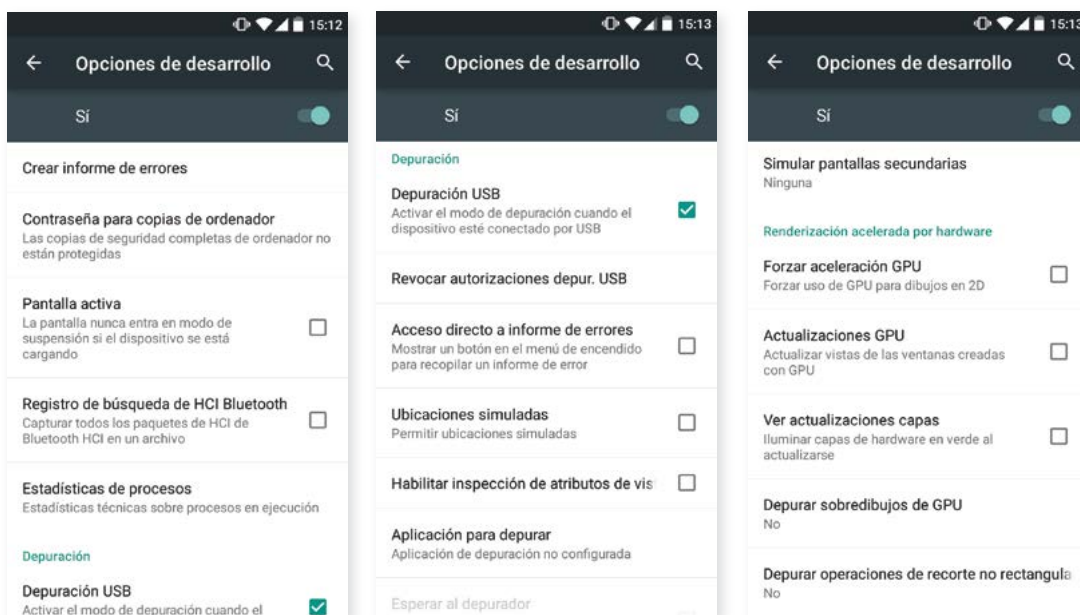 15:12
Opciones de desarrollo
Sí
Crear informe de errores
Contraseña para copias de ordenador
Las copias de seguridad completas de ordenador no
están protegidas
Pantalla activa
La pantalla nunca entra en modo de
suspensión si el dispositivo se está
cargando
Registro de búsqueda de HCI Bluetooth
Capturar todos los paquetes de HCI de
Bluetooth HCI en un archivo
Estadísticas de procesos
Estadísticas técnicas sobre procesos en ejecución
Depuración
Depuración USB
Activar el modo de depuración cuando el
15:13
Opciones de desarrollo
Sí
Depuración
Depuración USB
Activar el modo de depuración cuando el
dispositivo esté conectado por USB
Revocar autorizaciones depur. USB
Acceso directo a informe de errores
Mostrar un botón en el menú de encendido
para recopilar un informe de error
Ubicaciones simuladas
Permitir ubicaciones simuladas
Habilitar inspección de atributos de vis
Aplicación para depurar
Aplicación de depuración no configurada
Esperar al depurador
15:13
Opciones de desarrollo
Sí
Simular pantallas secundarias
Ninguna
Renderización acelerada por hardware
Forzar aceleración GPU
Forzar uso de GPU para dibujos en 2D
Actualizaciones GPU
Actualizar vistas de las ventanas creadas
con GPU
Ver actualizaciones capas
Iluminar capas de hardware en verde al
actualizarse
Depurar sobredibujos de GPU
No
Depurar operaciones de recorte no rectangula
No